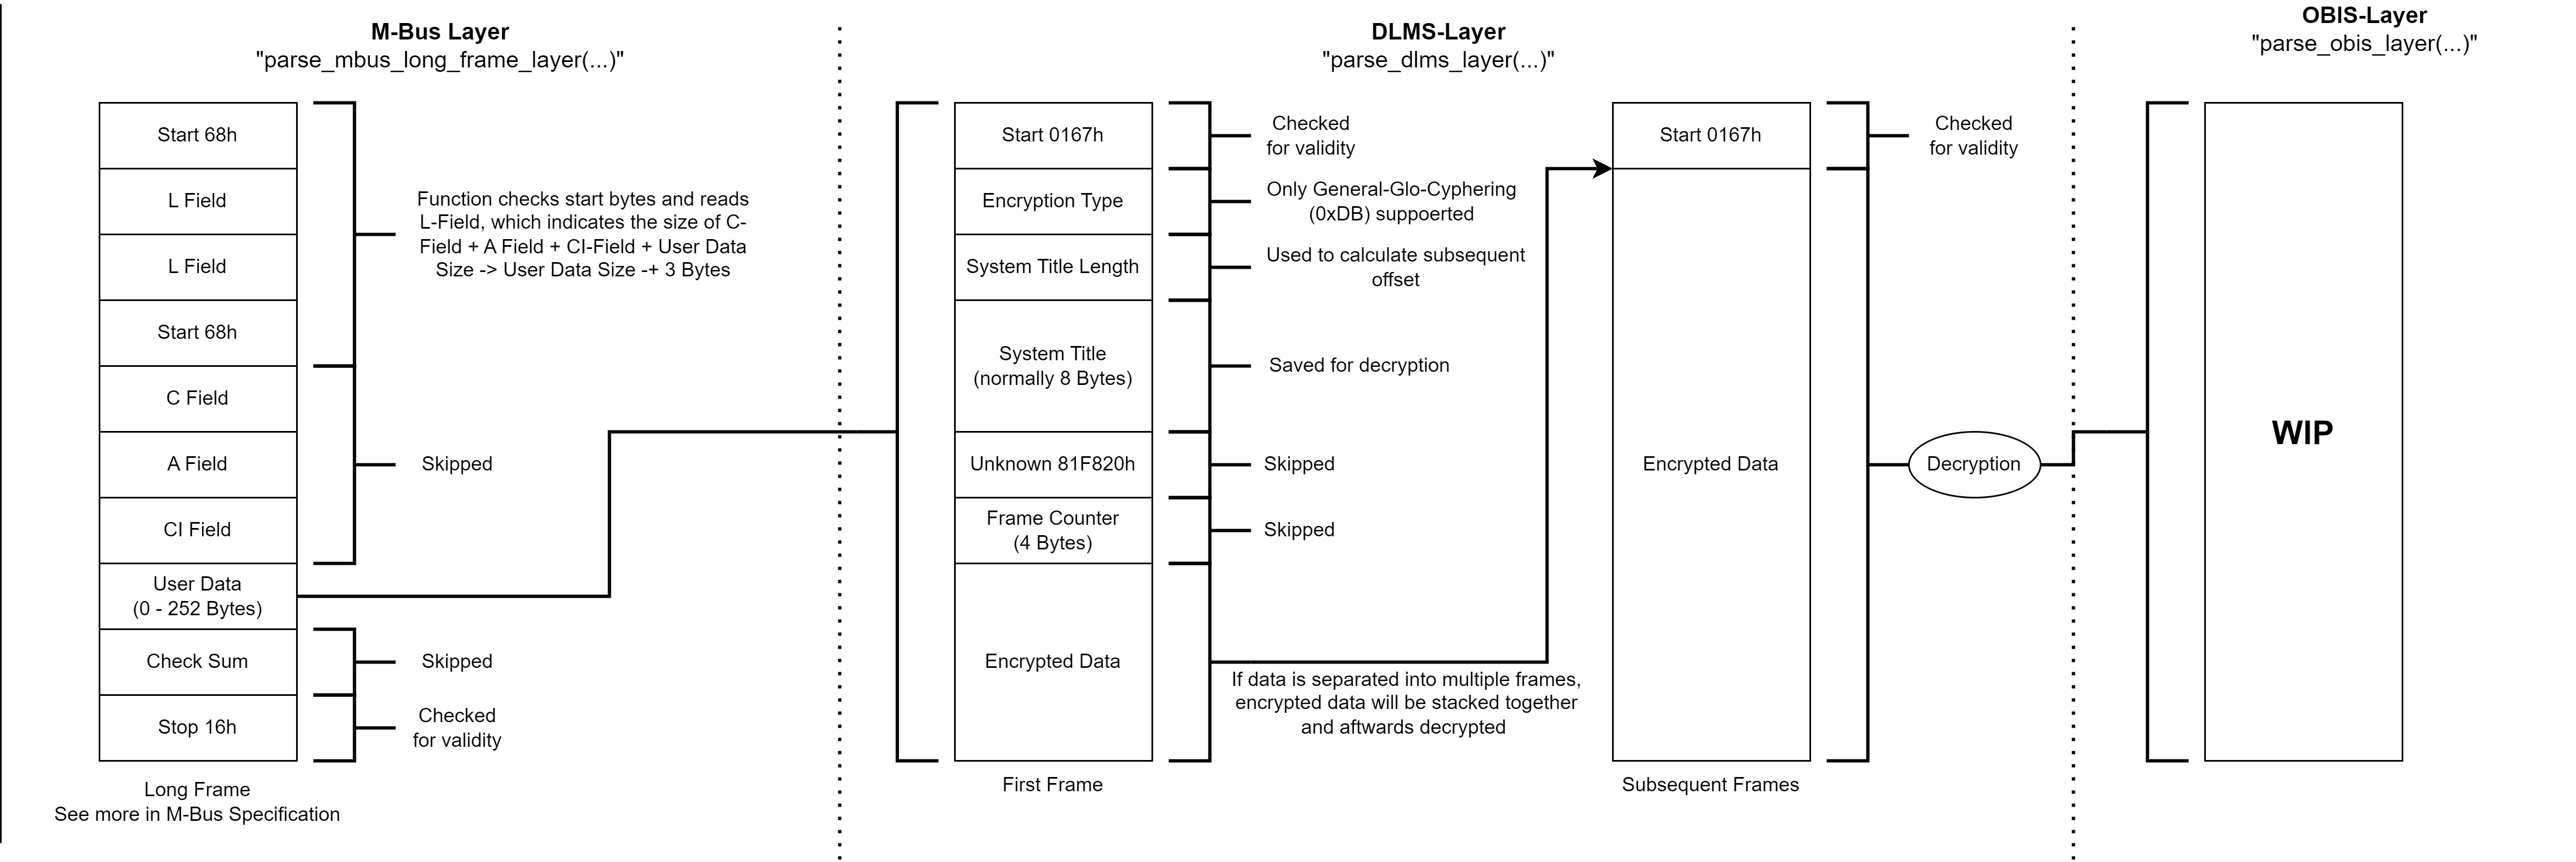 M-Bus Layer
"parse_mbus_long_frame_layer(...)"
Start 68h
L Field
L Field
Start 68h
C Field
A Field
CI Field
User Data
(0 - 252 Bytes)
Check Sum
Stop 16h
Long Frame
See more in M-Bus Specification
Function checks start bytes and reads
L-Field, which indicates the size of C-
Field + A Field + CI-Field + User Data
Size -> User Data Size -+ 3 Bytes
Skipped
Skipped
Checked
for validity
DLMS-Layer
"parse_dlms_layer(...)"
Start 0167h
Encryption Type
System Title Length
System Title
(normally 8 Bytes)
Unknown 81F820h
Frame Counter
(4 Bytes)
Encrypted Data
First Frame
Checked
for validity
Only General-Glo-Cyphering
(0xDB) suppoerted
Used to calculate subsequent
offset
Saved for decryption
Skipped
Skipped
If data is separated into multiple frames,
encrypted data will be stacked together
and aftwards decrypted
Start 0167h
Encrypted Data
Subsequent Frames
Checked
for validity
Decryption
OBIS-Layer
"parse_obis_layer(...)"
WIP